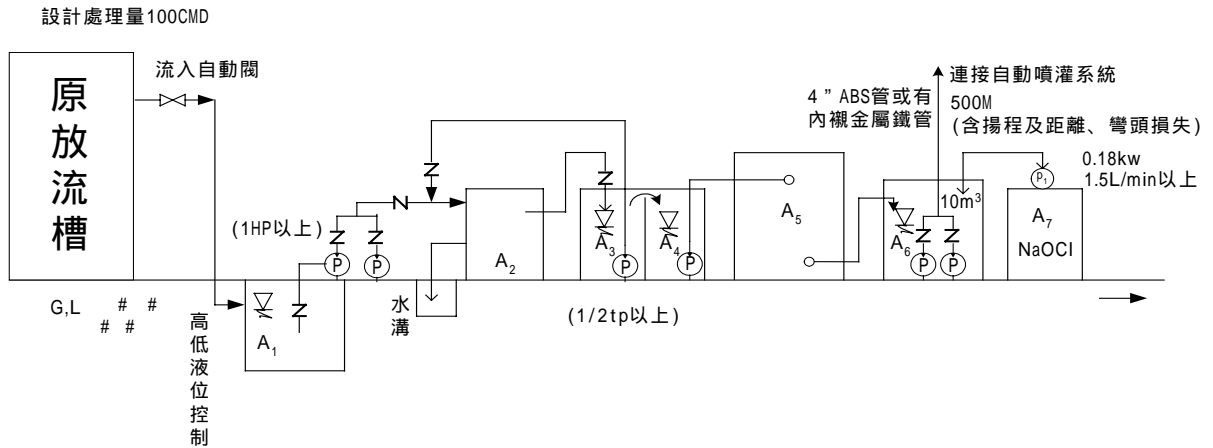 設計處理量100CMD
原放流槽
流入自動閥
G,L
# #
# #
高低液位控制
(1HP以上)
P
P
A1
水溝
A2
A3
P
A4
P
(1/2tp以上)
A5
4”ABS管或有
內襯金屬鐵管
連接自動噴灌系統
500M
(含揚程及距離、彎頭損失)
0.18kw
1.5L/min以上
10m³
A6
P
P
P1
A7
NaOCI